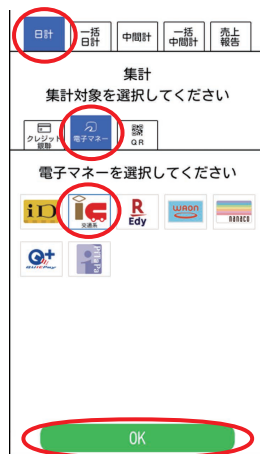 日計
一括
日計
中間計
一括
中間計
売上
報告
集計
集計対象を選択してください
クレジット
銀聯
電子マネー
QR
電子マネーを選択してください
iD
交通系
R
Edy
WAON
nanaco
QUICPay
PiTaPa
OK